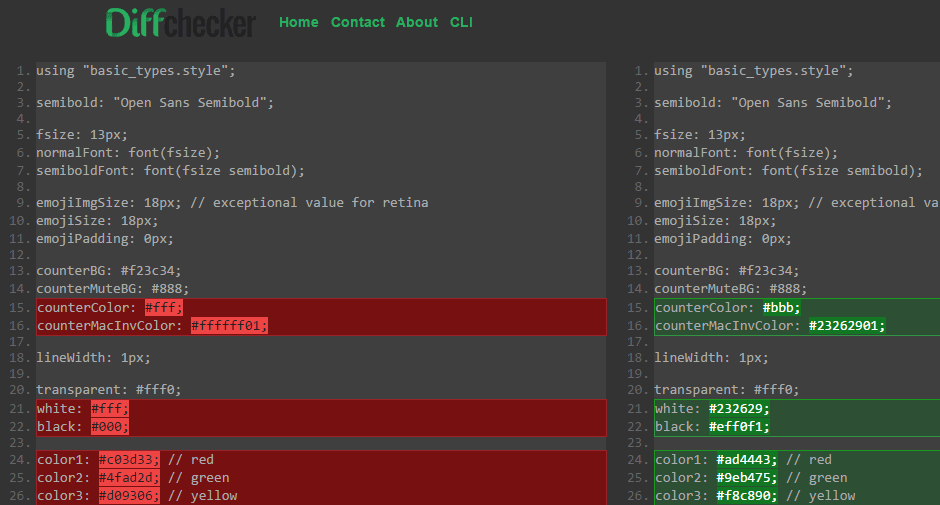 Diffchecker Home Contact About CLI
1. using "basic_types.style";
2.
3. semibold: "Open Sans Semibold";
4.
5. fsize: 13px;
6. normalFont: font(fsize);
7. semiboldFont: font(fsize semibold);
8.
9. emojiImgSize: 18px; // exceptional value for retina
10. emojiSize: 18px;
11. emojiPadding: 0px;
12.
13. counterBG: #f23c34;
14. counterMuteBG: #888;
15. counterColor: #fff;
16. counterMacInvColor: #ffffff01;
17.
18. lineWidth: 1px;
19.
20. transparent: #fff0;
21. white: #fff;
22. black: #000;
23.
24. color1: #c03d33; // red
25. color2: #4fad2d; // green
26. color3: #d09306; // yellow
1. using "basic_types.style";
2.
3. semibold: "Open Sans Semibold";
4.
5. fsize: 13px;
6. normalFont: font(fsize);
7. semiboldFont: font(fsize semibold);
8.
9. emojiImgSize: 18px; // exceptional va
10. emojiSize: 18px;
11. emojiPadding: 0px;
12.
13. counterBG: #f23c34;
14. counterMuteBG: #888;
15. counterColor: #bbb;
16. counterMacInvColor: #23262901;
17.
18. lineWidth: 1px;
19.
20. transparent: #fff0;
21. white: #232629;
22. black: #eff0f1;
23.
24. color1: #ad4443; // red
25. color2: #9eb475; // green
26. color3: #f8c890; // yellow